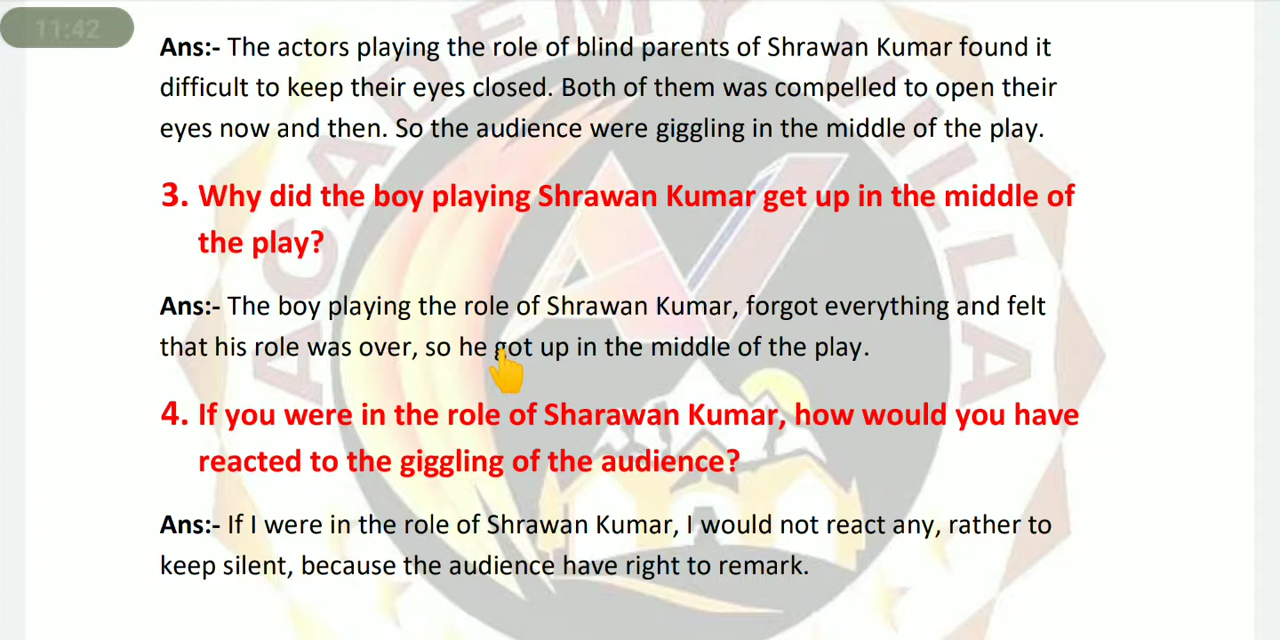 11:42
Ans:- The actors playing the role of blind parents of Shrawan Kumar found it
difficult to keep their eyes closed. Both of them was compelled to open their
eyes now and then. So the audience were giggling in the middle of the play.
3. Why did the boy playing Shrawan Kumar get up in the middle of
the play?
Ans:- The boy playing the role of Shrawan Kumar, forgot everything and felt
that his role was over, so he got up in the middle of the play.
4. If you were in the role of Sharawan Kumar, how would you have
reacted to the giggling of the audience?
Ans:- If I were in the role of Shrawan Kumar, I would not react any, rather to
keep silent, because the audience have right to remark.
ACADEMY VILLA